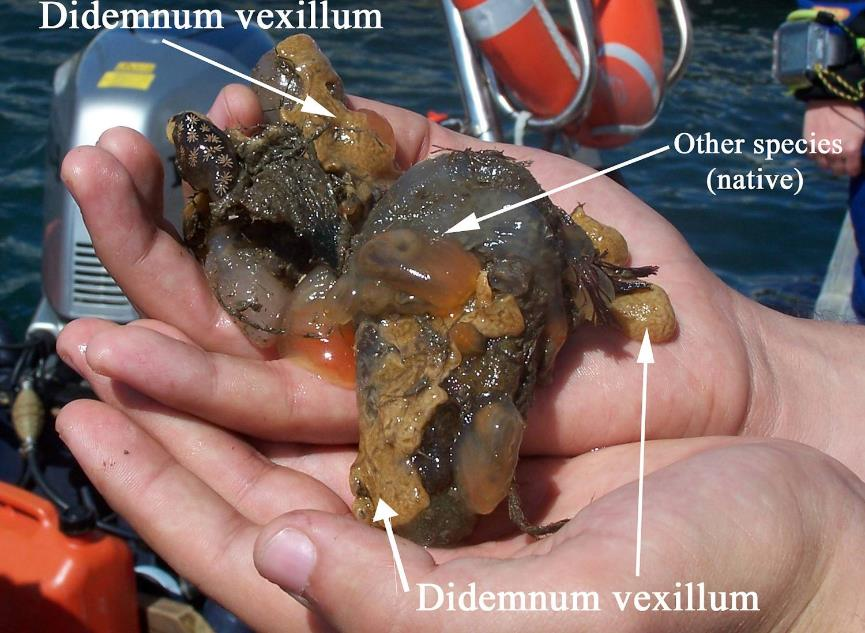 Didemnum vexillum
Other species
(native)
Didemnum vexillum